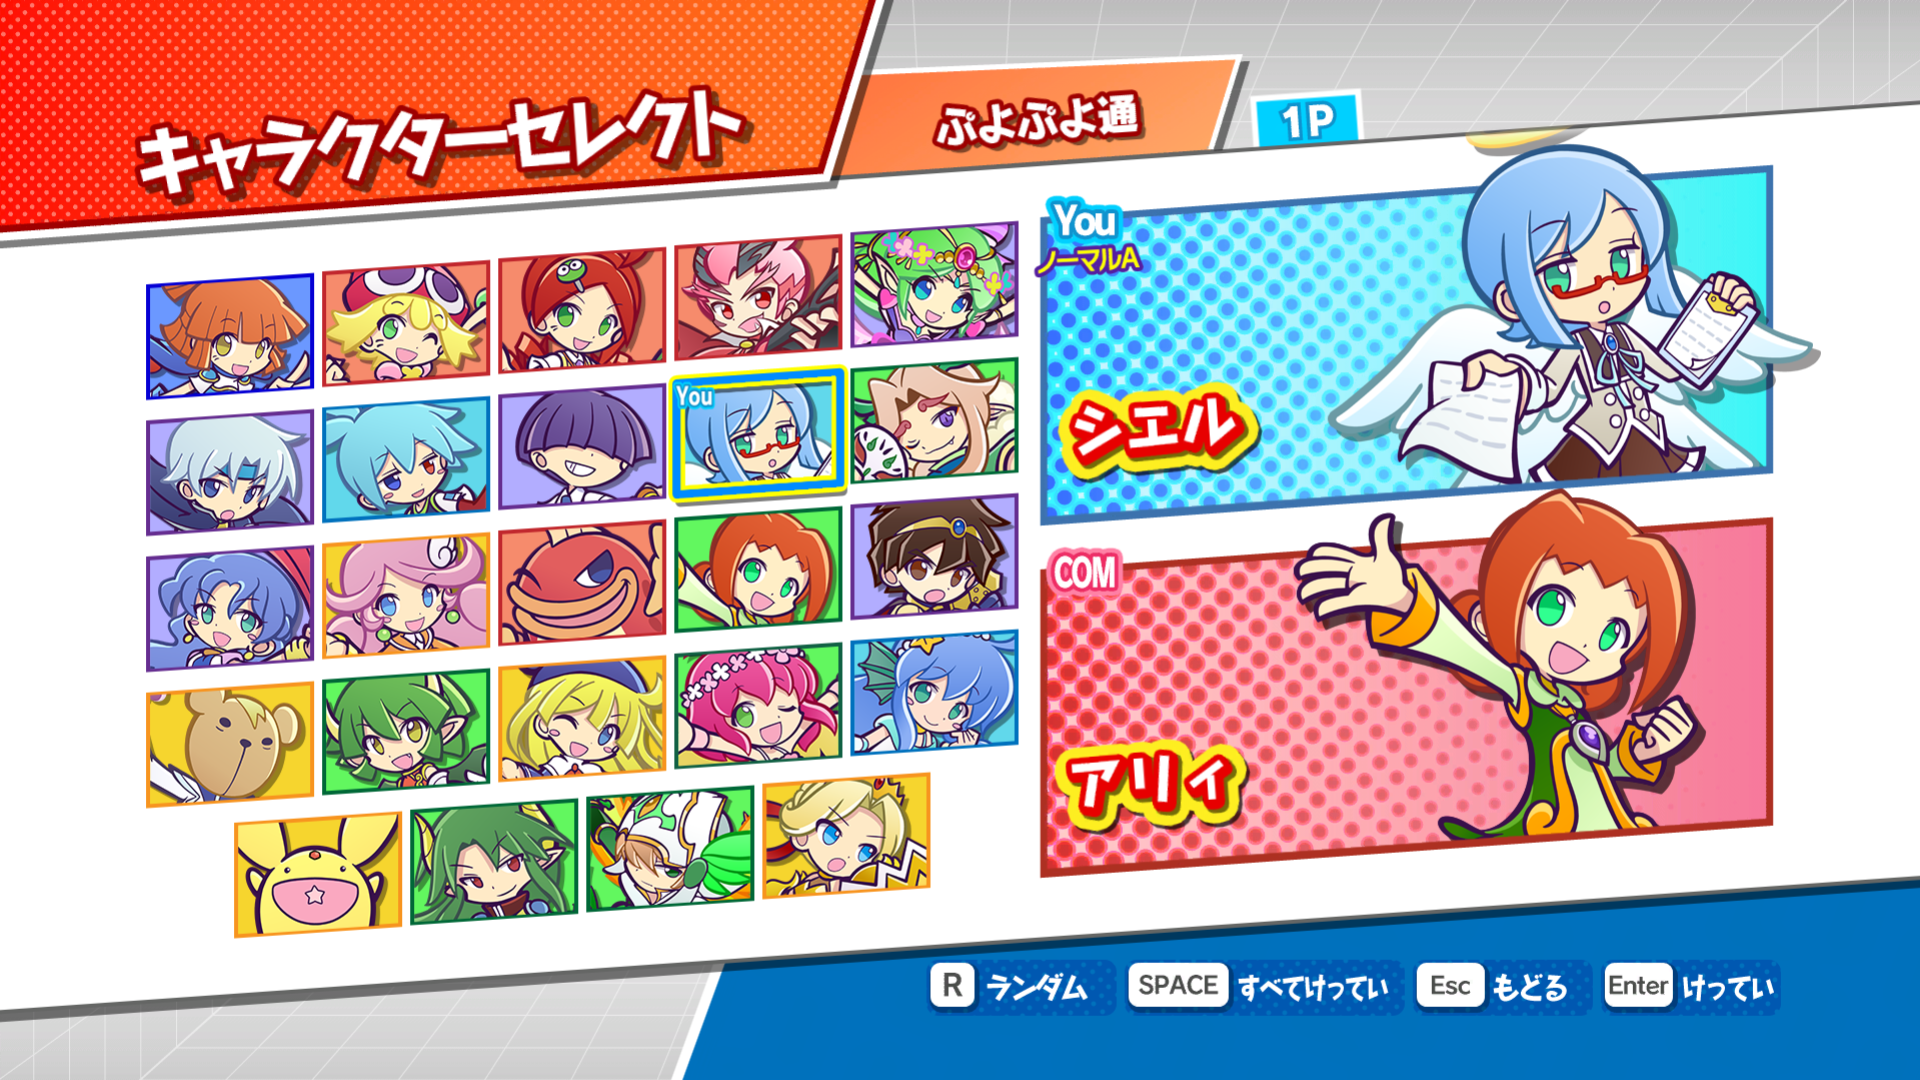 キャラクターセレクト
ぷよぷよ通
1P
You
ノーマルA
シエル
You
COM
アリィ
R ランダム SPACE すべてけってい Esc もどる Enter けってい